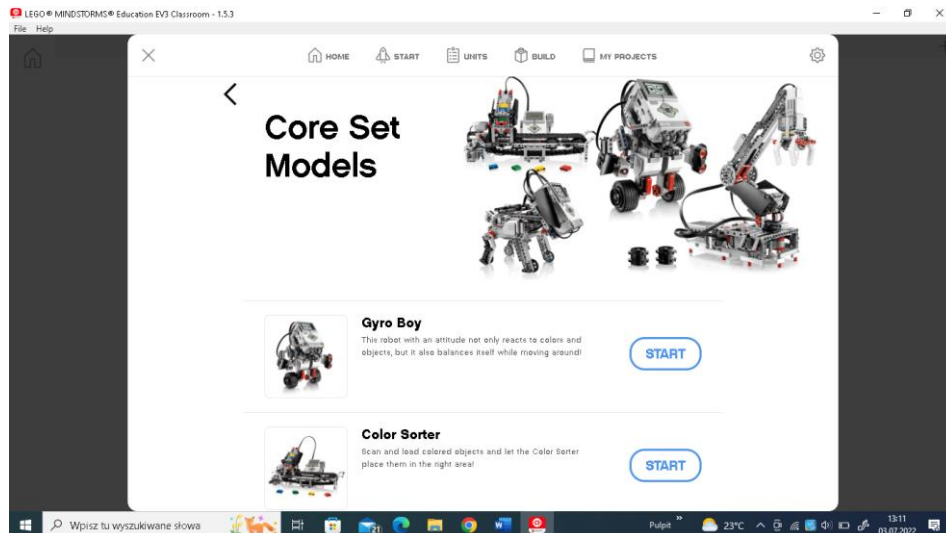 LEGO® MINDSTORMS® Education EV3 Classroom - 1.5.3
File Help
HOME START UNITS BUILD MY PROJECTS
Core Set
Models
Gyro Boy
This robot with an attitude not only reacts to colors and
objects, but it also balances itself while moving around!
START
Color Sorter
Scan and load colored objects and let the Color Sorter
place them in the right area!
START
Wpisz tu wyszukiwane słowa
21
Pulpit
23°C
13:11
03.07.2022